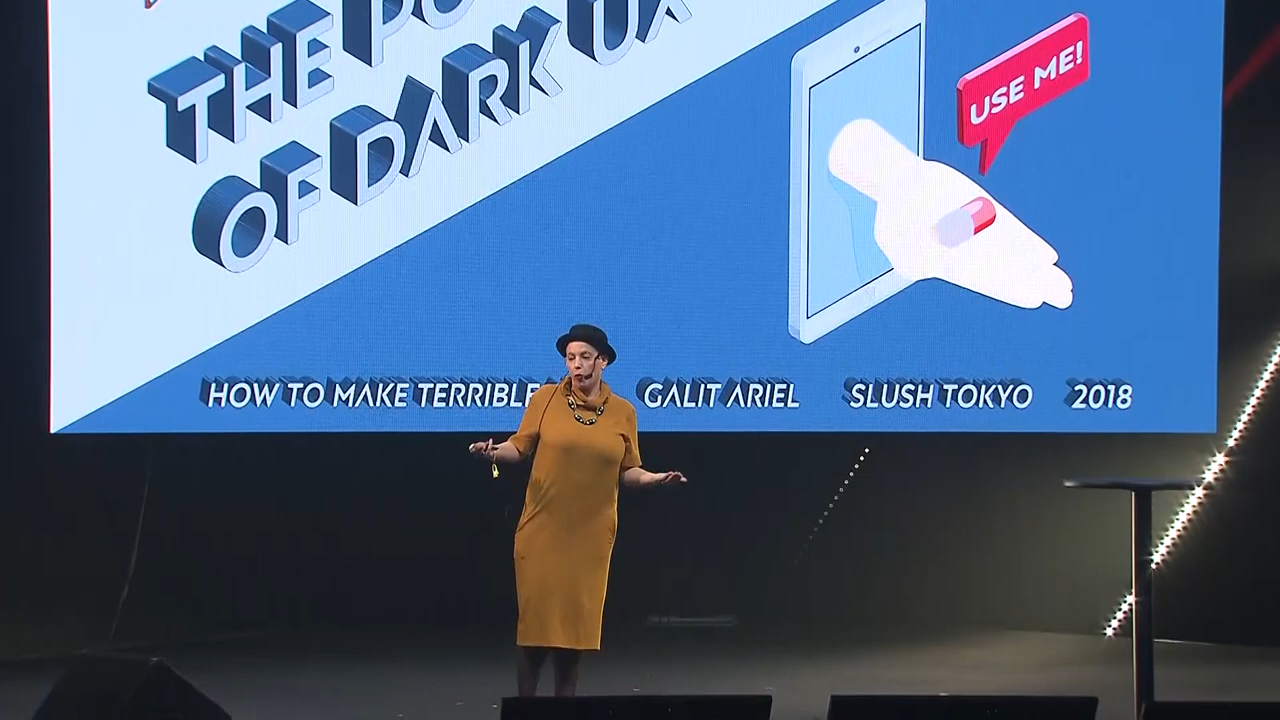 THE
OF DARK UX
USE ME!
HOW TO MAKE TERRIBLE
GALIT ARIEL
SLUSH TOKYO
2018